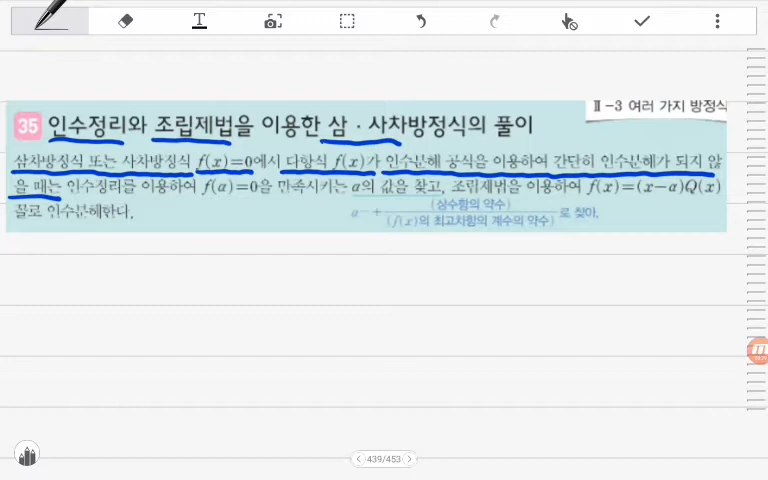 T
Ⅱ-3 여러 가지 방정식
35 인수정리와 조립제법을 이용한 삼·사차방정식의 풀이
삼차방정식 또는 사차방정식 f(x)=0에서 다항식 f(x)가 인수분해 공식을 이용하여 간단히 인수분해가 되지 않
을 때는 인수정리를 이용하여 f(α)=0을 만족시키는 α의 값을 찾고, 조립제법을 이용하여 f(x)=(x-α)Q(x)
꼴로 인수분해한다.
(상수항의 약수)
(f(x)의 최고차항의 계수의 약수)
로 찾아.
439/453